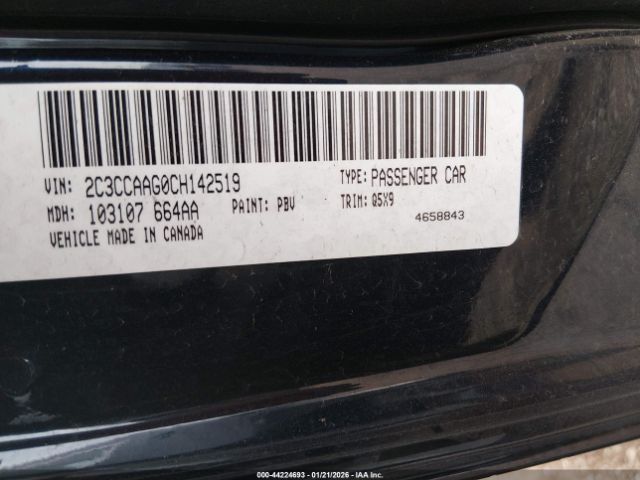 VIN: 2C3CCAAG0CH142519 TYPE: PASSENGER CAR
MDH: 103107 664AA PAINT: PBV TRIM: Q5X9
VEHICLE MADE IN CANADA 4658843
000-44224693 - 01/21/2026 - IAA Inc.